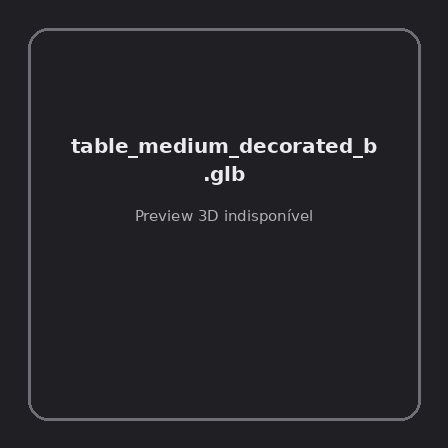 table_medium_decorated_b
.glb
Preview 3D indisponível